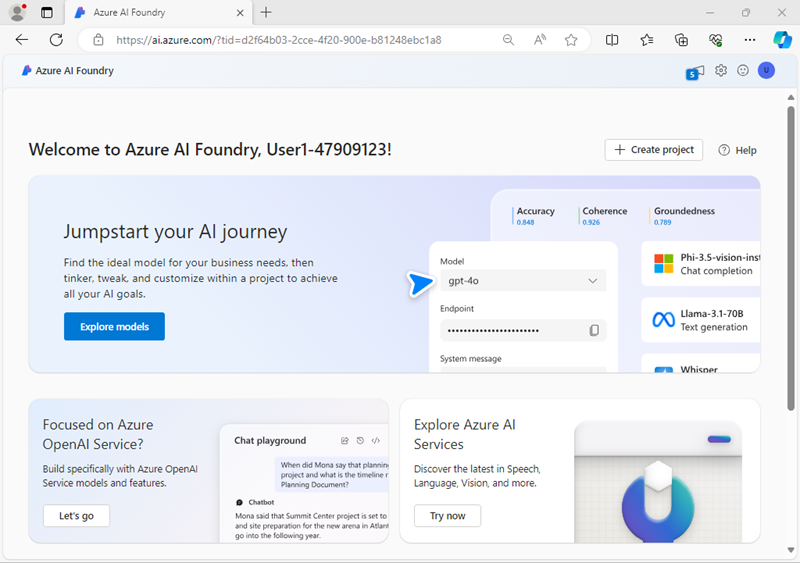 Azure AI Foundry
https://ai.azure.com/?tid=d2f64b03-2cce-4f20-900e-b81248ebc1a8
Azure AI Foundry
5
U
Welcome to Azure AI Foundry, User1-47909123!
Create project
Help
Jumpstart your AI journey
Find the ideal model for your business needs, then
tinker, tweak, and customize within a project to achieve
all your AI goals.
Explore models
Accuracy
0.848
Coherence
0.926
Groundedness
0.789
Model
gpt-4o
Endpoint
System message
Phi-3.5-vision-inst
Chat completion
Llama-3.1-70B
Text generation
Whisper
Focused on Azure
OpenAI Service?
Build specifically with Azure OpenAI
Service models and features.
Let's go
Chat playground
When did Mona say that planning
project and what is the timeline
Planning Document?
Chatbot
Mona said that Summit Center project is set to
and site preparation for the new arena in Atlan
go into the following year.
Explore Azure AI
Services
Discover the latest in Speech,
Language, Vision, and more.
Try now